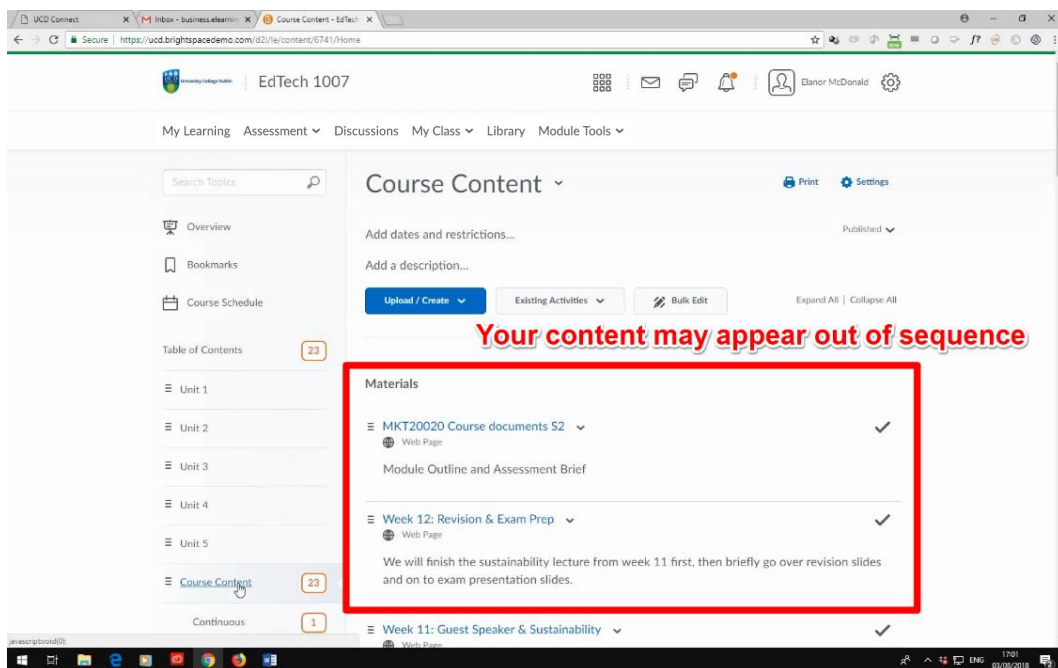 UCD Connect
Inbox - business.elearnin
Course Content - EdTech
Secure | https://ucd.brightspacedemo.com/d2l/le/content/6741/Home
EdTech 1007
Elanor McDonald
My Learning Assessment Discussions My Class Library Module Tools
Search Topics
Overview
Bookmarks
Course Schedule
Table of Contents 23
Unit 1
Unit 2
Unit 3
Unit 4
Unit 5
Course Content 23
Continuous 1
Course Content
Print Settings
Add dates and restrictions...
Published
Add a description...
Upload / Create Existing Activities Bulk Edit Expand All | Collapse All
Your content may appear out of sequence
Materials
MKT20020 Course documents S2
Web Page
Module Outline and Assessment Brief
Week 12: Revision & Exam Prep
Web Page
We will finish the sustainability lecture from week 11 first, then briefly go over revision slides
and on to exam presentation slides.
Week 11: Guest Speaker & Sustainability
Web Page
javascript:void(0);
ENG
17:01
03/08/2018